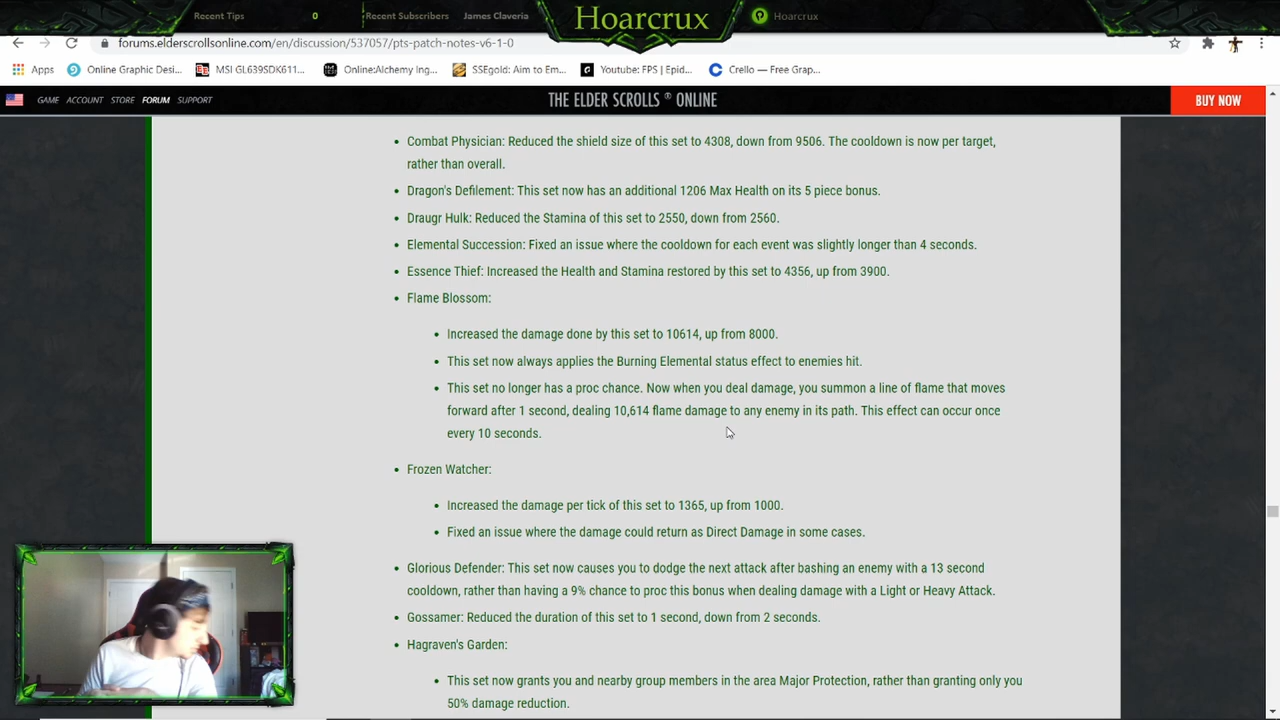 Recent Tips 0 Recent Subscribers James Claveria Hoarcrux Hoarcrux
forums.elderscrollsonline.com/en/discussion/537057/pts-patch-notes-v6-1-0
Apps Online Graphic Desi... MSI GL639SDK611... Online:Alchemy Ing... SSEgold: Aim to Em... Youtube: FPS | Epid... Crello — Free Grap...
GAME ACCOUNT STORE FORUM SUPPORT THE ELDER SCROLLS ® ONLINE BUY NOW
• Combat Physician: Reduced the shield size of this set to 4308, down from 9506. The cooldown is now per target,
rather than overall.
• Dragon's Defilement: This set now has an additional 1206 Max Health on its 5 piece bonus.
• Draugr Hulk: Reduced the Stamina of this set to 2550, down from 2560.
• Elemental Succession: Fixed an issue where the cooldown for each event was slightly longer than 4 seconds.
• Essence Thief: Increased the Health and Stamina restored by this set to 4356, up from 3900.
• Flame Blossom:
• Increased the damage done by this set to 10614, up from 8000.
• This set now always applies the Burning Elemental status effect to enemies hit.
• This set no longer has a proc chance. Now when you deal damage, you summon a line of flame that moves
forward after 1 second, dealing 10,614 flame damage to any enemy in its path. This effect can occur once
every 10 seconds.
• Frozen Watcher:
• Increased the damage per tick of this set to 1365, up from 1000.
• Fixed an issue where the damage could return as Direct Damage in some cases.
• Glorious Defender: This set now causes you to dodge the next attack after bashing an enemy with a 13 second
cooldown, rather than having a 9% chance to proc this bonus when dealing damage with a Light or Heavy Attack.
• Gossamer: Reduced the duration of this set to 1 second, down from 2 seconds.
• Hagraven's Garden:
• This set now grants you and nearby group members in the area Major Protection, rather than granting only you
50% damage reduction.